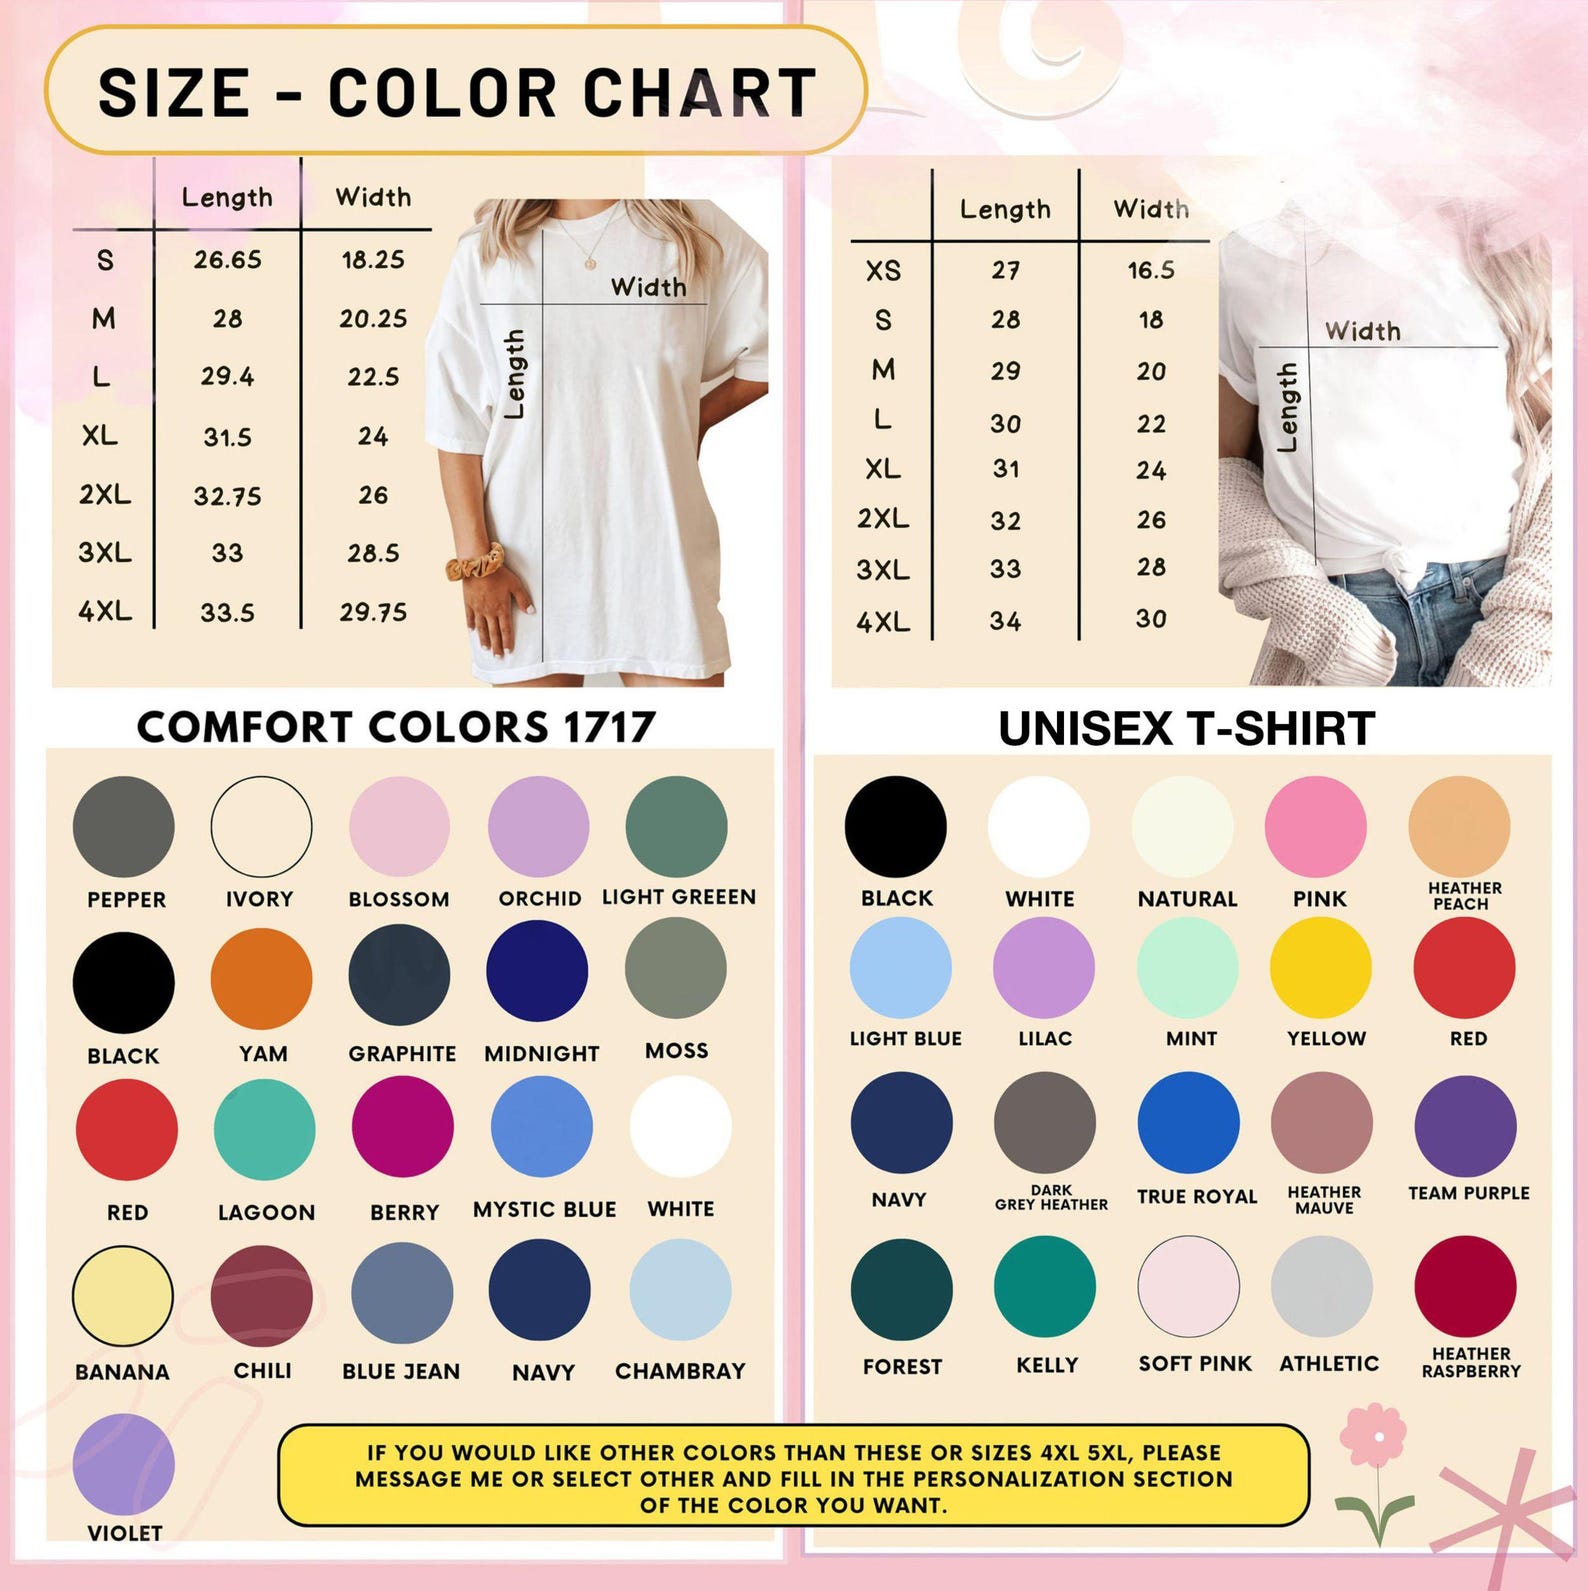 SIZE - COLOR CHART
Length Width
S 26.65 18.25
M 28 20.25
L 29.4 22.5
XL 31.5 24
2XL 32.75 26
3XL 33 28.5
4XL 33.5 29.75
Width
Length
COMFORT COLORS 1717
PEPPER IVORY BLOSSOM ORCHID LIGHT GREEEN
BLACK YAM GRAPHITE MIDNIGHT MOSS
RED LAGOON BERRY MYSTIC BLUE WHITE
BANANA CHILI BLUE JEAN NAVY CHAMBRAY
VIOLET
Length Width
XS 27 16.5
S 28 18
M 29 20
L 30 22
XL 31 24
2XL 32 26
3XL 33 28
4XL 34 30
Width
Length
UNISEX T-SHIRT
BLACK WHITE NATURAL PINK HEATHER
PEACH
LIGHT BLUE LILAC MINT YELLOW RED
NAVY DARK
GREY HEATHER
TRUE ROYAL HEATHER
MAUVE
TEAM PURPLE
FOREST KELLY SOFT PINK ATHLETIC HEATHER
RASPBERRY
IF YOU WOULD LIKE OTHER COLORS THAN THESE OR SIZES 4XL 5XL, PLEASE
MESSAGE ME OR SELECT OTHER AND FILL IN THE PERSONALIZATION SECTION
OF THE COLOR YOU WANT.